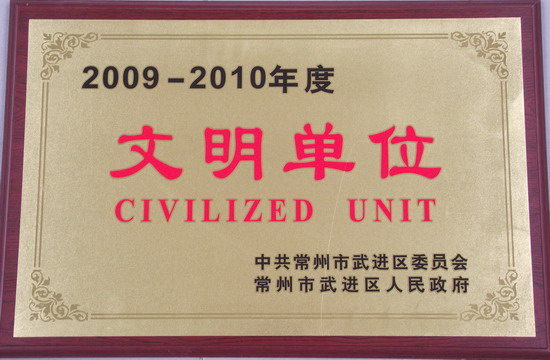 2009-2010年度
文明单位
CIVILIZED UNIT
中共常州市武进区委员会
常州市武进区人民政府